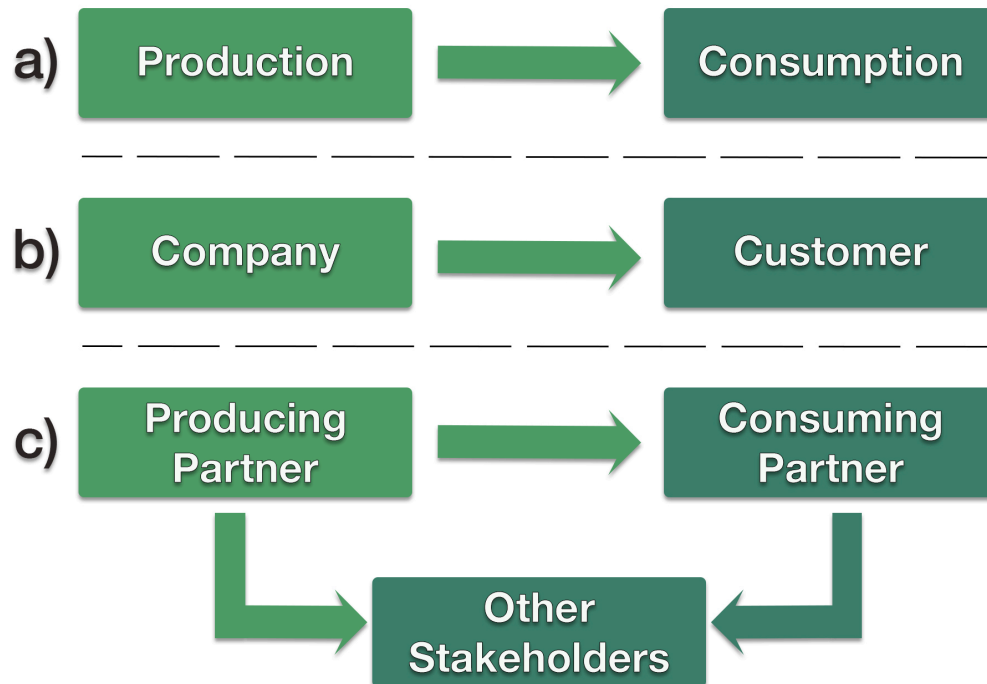 a) Production Consumption
b) Company Customer
c) Producing Partner Consuming Partner
Other
Stakeholders